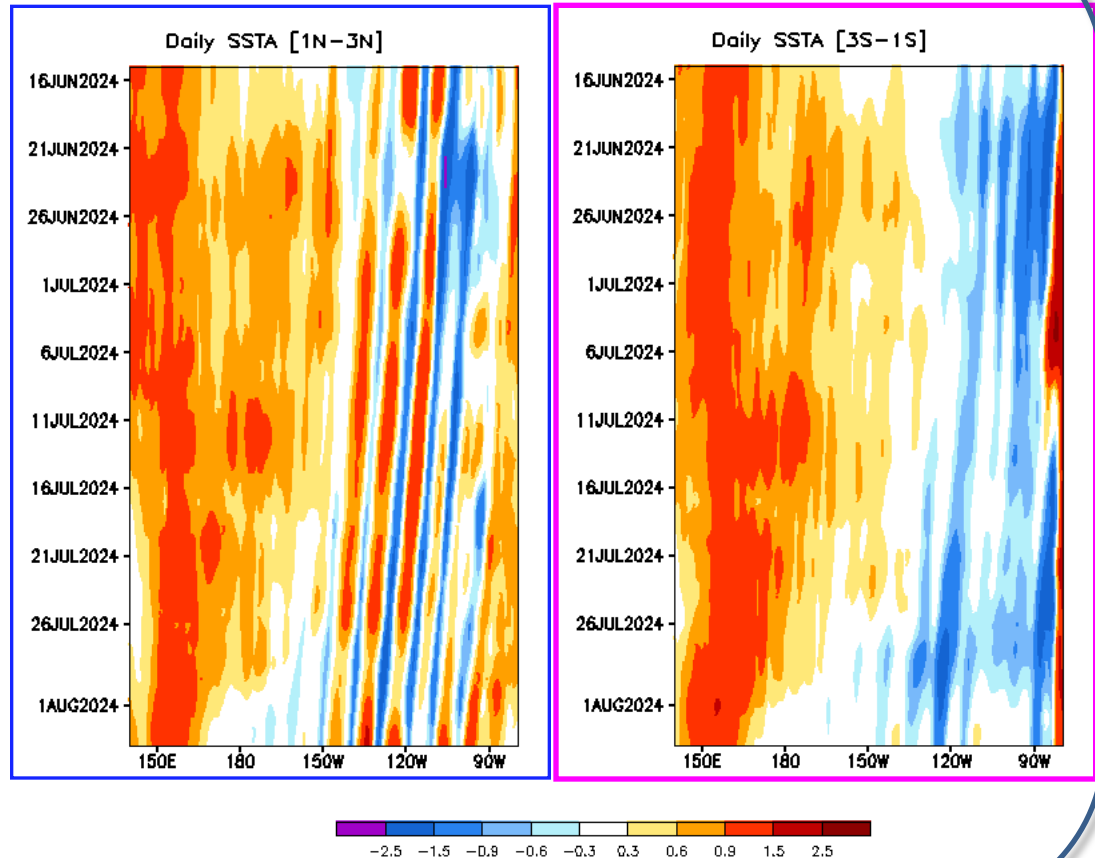 Daily SSTA [1N-3N]
16JUN2024
21JUN2024
26JUN2024
1JUL2024
6JUL2024
11JUL2024
16JUL2024
21JUL2024
26JUL2024
1AUG2024
150E 180 150W 120W 90W
Daily SSTA [3S-1S]
16JUN2024
21JUN2024
26JUN2024
1JUL2024
6JUL2024
11JUL2024
16JUL2024
21JUL2024
26JUL2024
1AUG2024
150E 180 150W 120W 90W
-2.5 -1.5 -0.9 -0.6 -0.3 0.3 0.6 0.9 1.5 2.5